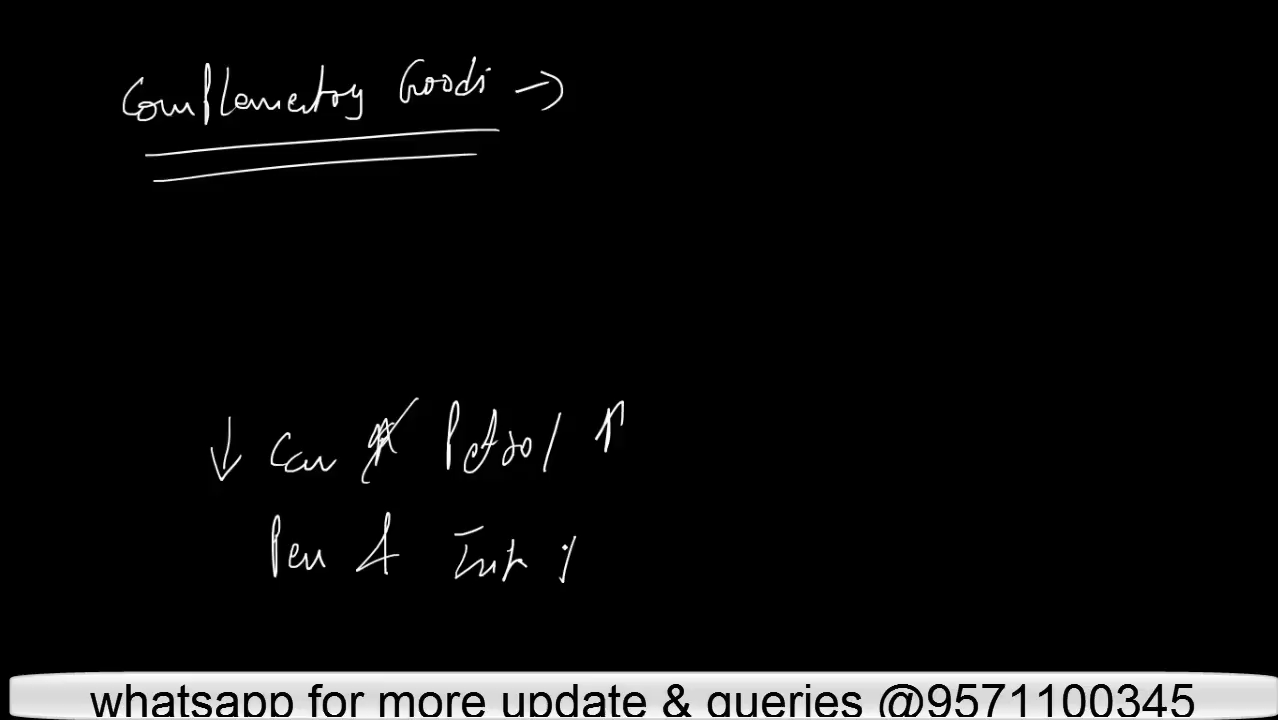 Complementary Goods →
↓ Car & Petrol ↑
Pen & Ink
whatsapp for more update & queries @9571100345